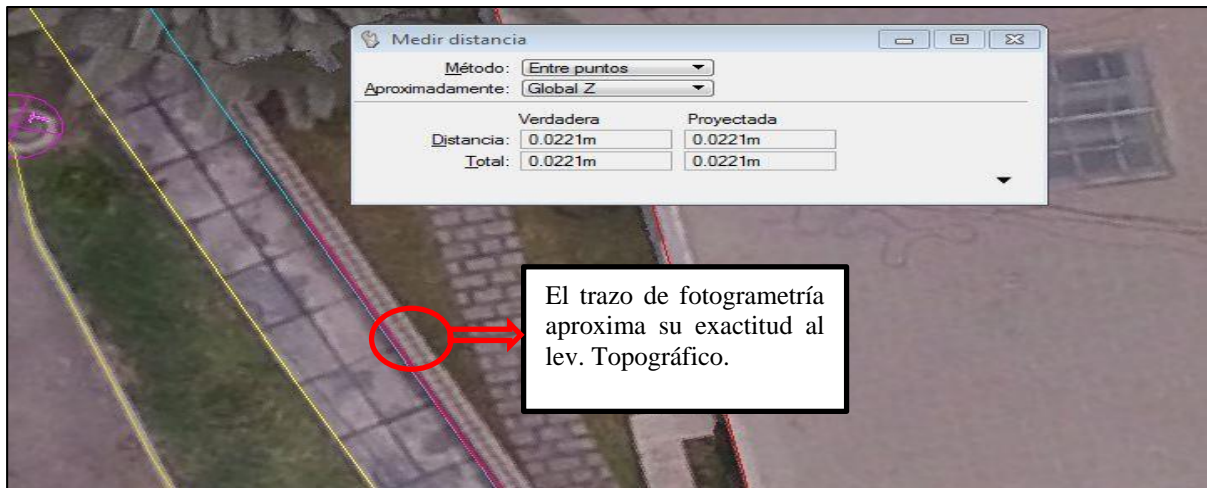 Medir distancia
Método: Entre puntos
Aproximadamente: Global Z
Verdadera Proyectada
Distancia: 0.0221m 0.0221m
Total: 0.0221m 0.0221m
El trazo de fotogrametría
aproxima su exactitud al
lev. Topográfico.